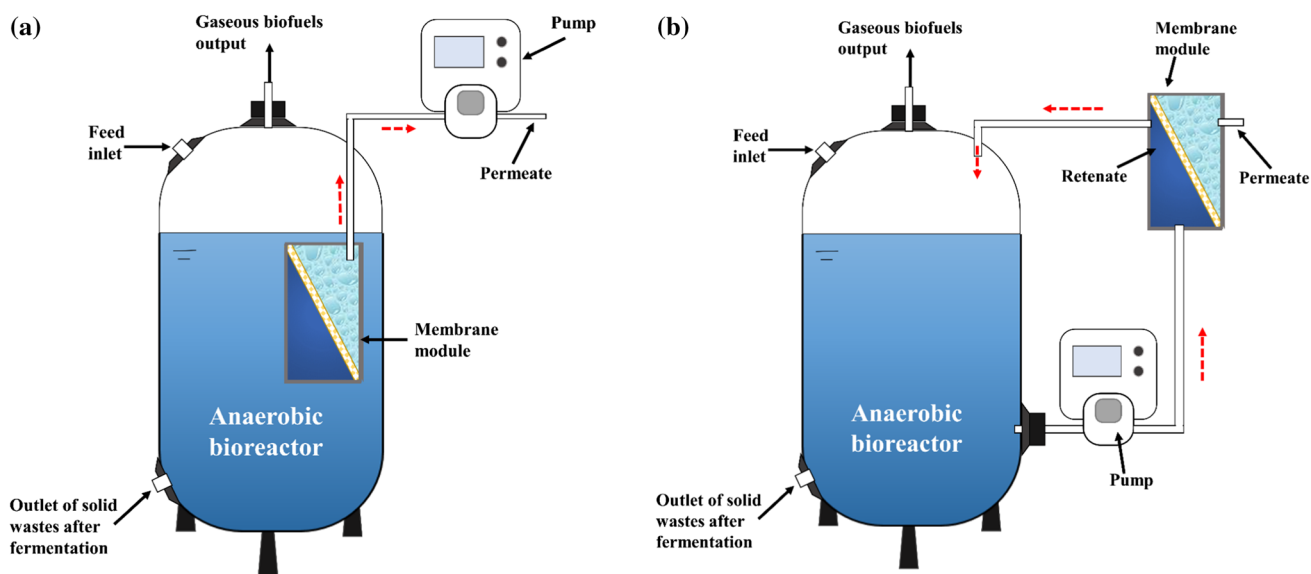 (a)
Gaseous biofuels
output
Pump
Feed
inlet
Permeate
Membrane
module
Anaerobic
bioreactor
Outlet of solid
wastes after
fermentation
(b)
Gaseous biofuels
output
Membrane
module
Feed
inlet
Retenate
Permeate
Anaerobic
bioreactor
Pump
Outlet of solid
wastes after
fermentation